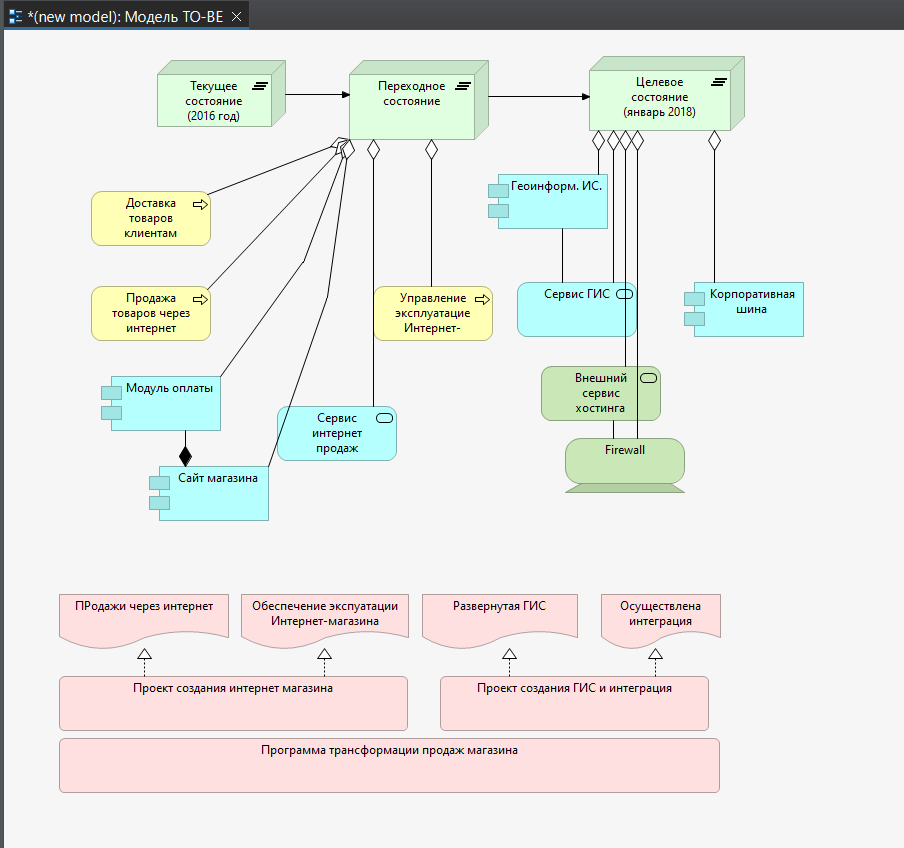 *(new model): Модель TO-BE
Текущее
состояние
(2016 год)
Переходное
состояние
Целевое
состояние
(январь 2018)
Доставка
товаров
клиентам
Геоинформ. ИС.
Продажа
товаров через
интернет
Управление
эксплуатацие
Интернет-
Сервис ГИС
Корпоративная
шина
Модуль оплаты
Внешний
сервис
хостинга
Сервис
интернет
продаж
Firewall
Сайт магазина
ПРодажи через интернет
Обеспечение экспуатации
Интернет-магазина
Развернутая ГИС
Осуществлена
интеграция
Проект создания интернет магазина
Проект создания ГИС и интеграция
Программа трансформации продаж магазина